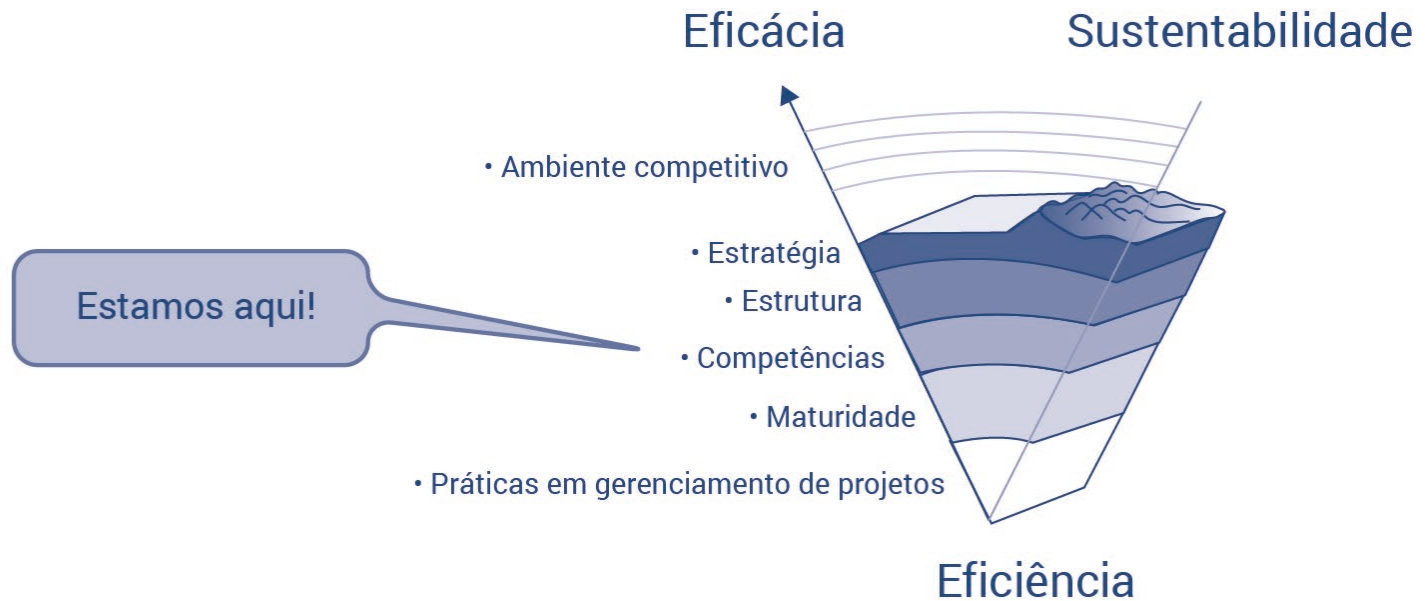 Eficácia
Sustentabilidade
• Ambiente competitivo
• Estratégia
Estamos aqui!
• Estrutura
• Competências
• Maturidade
• Práticas em gerenciamento de projetos
Eficiência